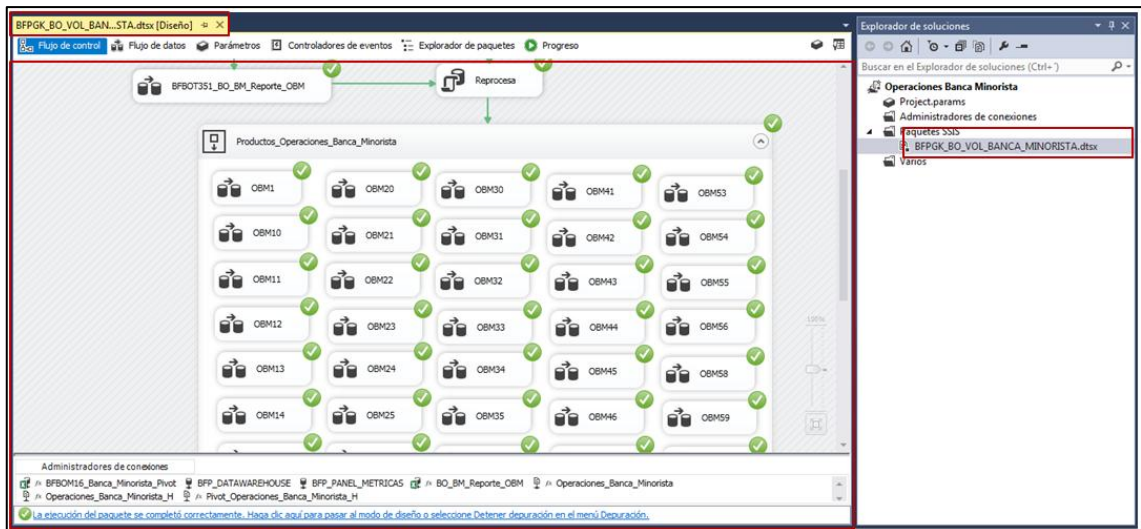 BFPGK_BO_VOL_BAN...STA.dtsx [Diseño]
Flujo de control Flujo de datos Parámetros Controladores de eventos Explorador de paquetes Progreso
BFBOT351_BO_BM_Reporte_OBM
Reprocesa
Productos_Operaciones_Banca_Minorista
OBM1 OBM20 OBM30 OBM41 OBM53
OBM10 OBM21 OBM31 OBM42 OBM54
OBM11 OBM22 OBM32 OBM43 OBM55
OBM12 OBM23 OBM33 OBM44 OBM56
OBM13 OBM24 OBM34 OBM45 OBM58
OBM14 OBM25 OBM35 OBM46 OBM59
Administradores de conexiones
BFBOM16_Banca_Minorista_Pivot BFP_DATAWAREHOUSE BFP_PANEL_METRICAS BO_BM_Reporte_OBM Operaciones_Banca_Minorista
Operaciones_Banca_Minorista_H Pivot_Operaciones_Banca_Minorista_H
La ejecución del paquete se completó correctamente. Haga clic aquí para pasar al modo de diseño o seleccione Detener depuración en el menú Depuración.
Explorador de soluciones
Buscar en el Explorador de soluciones (Ctrl+´)
Operaciones Banca Minorista
Project.params
Administradores de conexiones
Paquetes SSIS
BFPGK_BO_VOL_BANCA_MINORISTA.dtsx
Varios